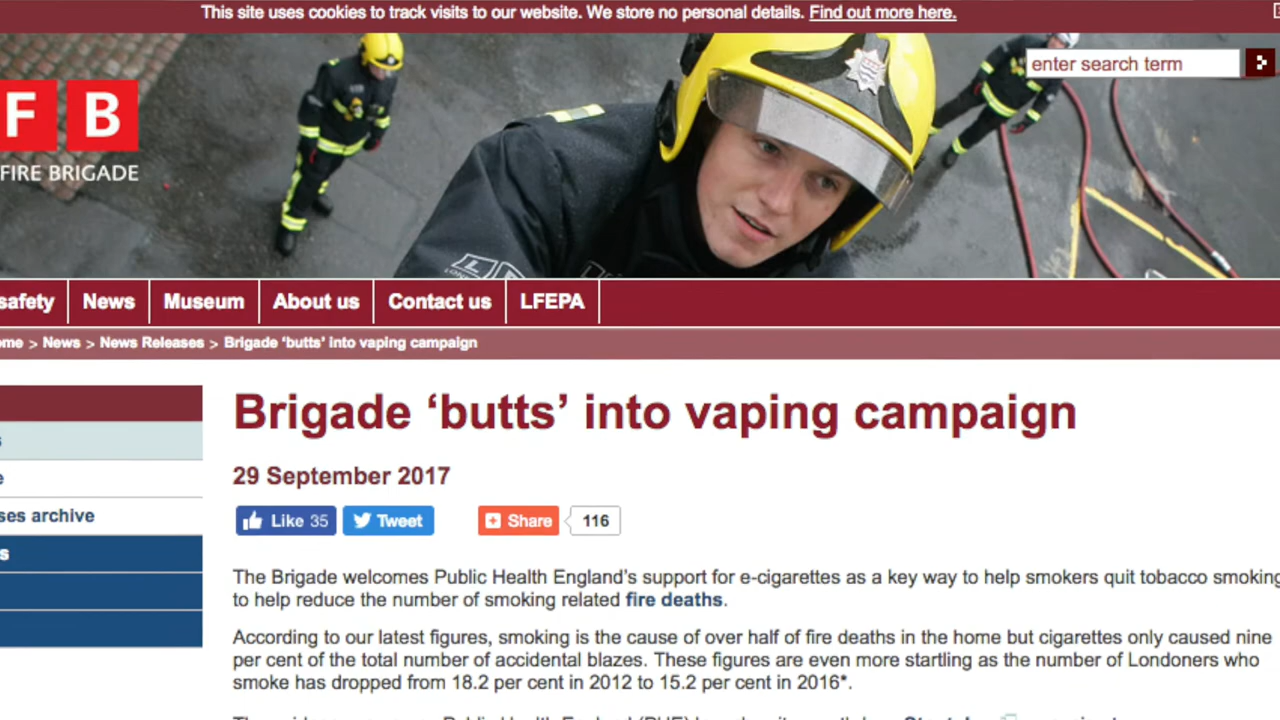 This site uses cookies to track visits to our website. We store no personal details. Find out more here.
enter search term
F B
FIRE BRIGADE
safety News Museum About us Contact us LFEPA
ome > News > News Releases > Brigade ‘butts’ into vaping campaign
Brigade ‘butts’ into vaping campaign
29 September 2017
Like 35 Tweet Share 116
ses archive
The Brigade welcomes Public Health England’s support for e-cigarettes as a key way to help smokers quit tobacco smoking
to help reduce the number of smoking related fire deaths.
According to our latest figures, smoking is the cause of over half of fire deaths in the home but cigarettes only caused nine
per cent of the total number of accidental blazes. These figures are even more startling as the number of Londoners who
smoke has dropped from 18.2 per cent in 2012 to 15.2 per cent in 2016*.